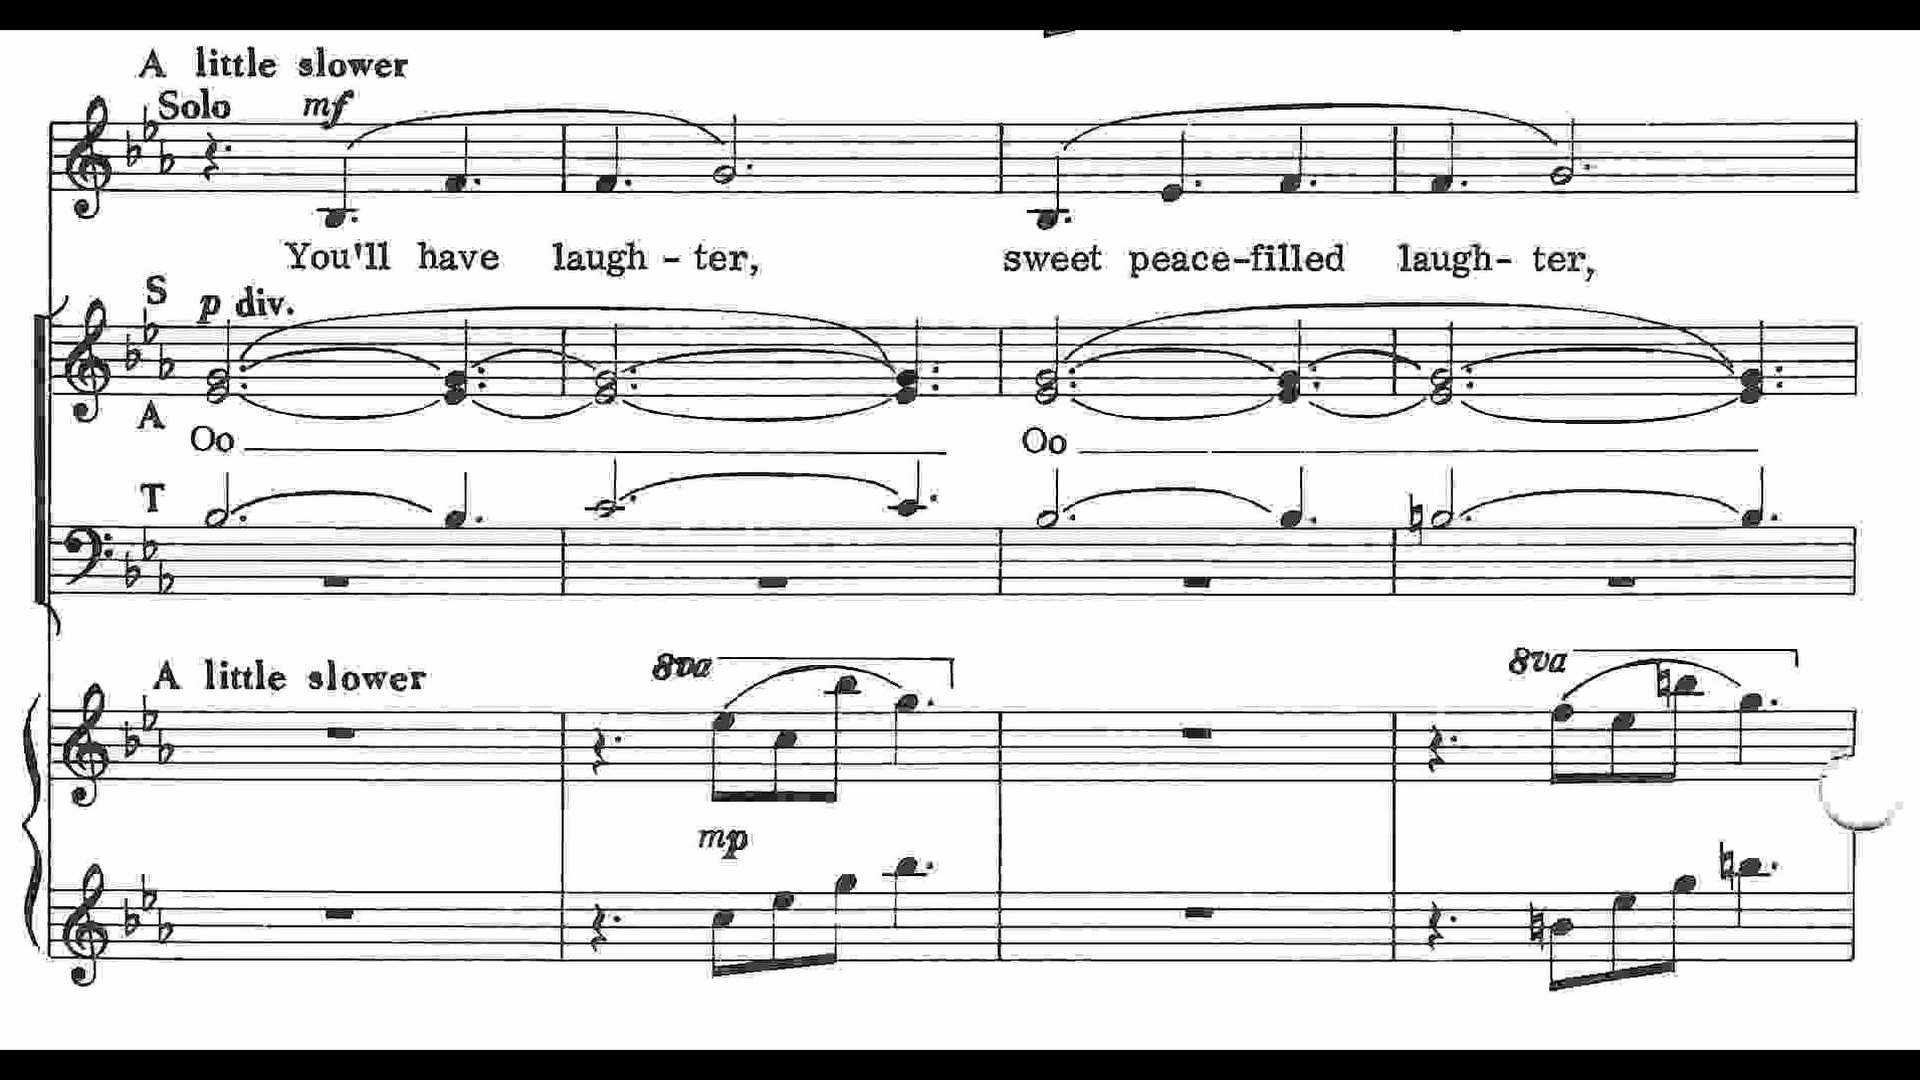 A little slower
Solo mf
You'll have laugh - ter, sweet peace-filled laugh- ter,
S p div.
A
Oo Oo
T
A little slower 8va 8va
mp